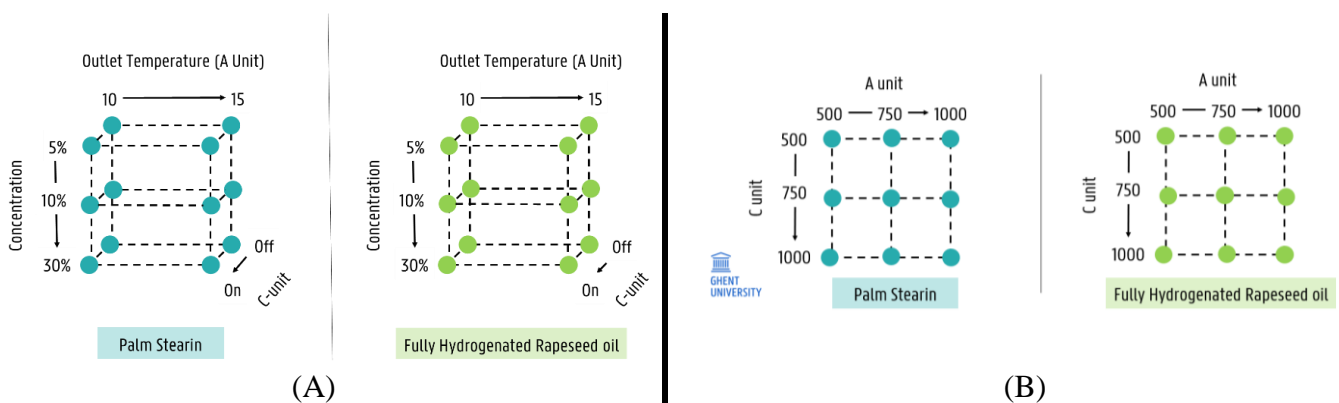 Outlet Temperature (A Unit)
10
15
Concentration
5%
10%
30%
Off
On
C-unit
Palm Stearin
Outlet Temperature (A Unit)
10
15
Concentration
5%
10%
30%
Off
On
C-unit
Fully Hydrogenated Rapeseed oil
(A)
A unit
500
750
1000
C unit
500
750
1000
GHENT
UNIVERSITY
Palm Stearin
A unit
500
750
1000
C unit
500
750
1000
Fully Hydrogenated Rapeseed oil
(B)